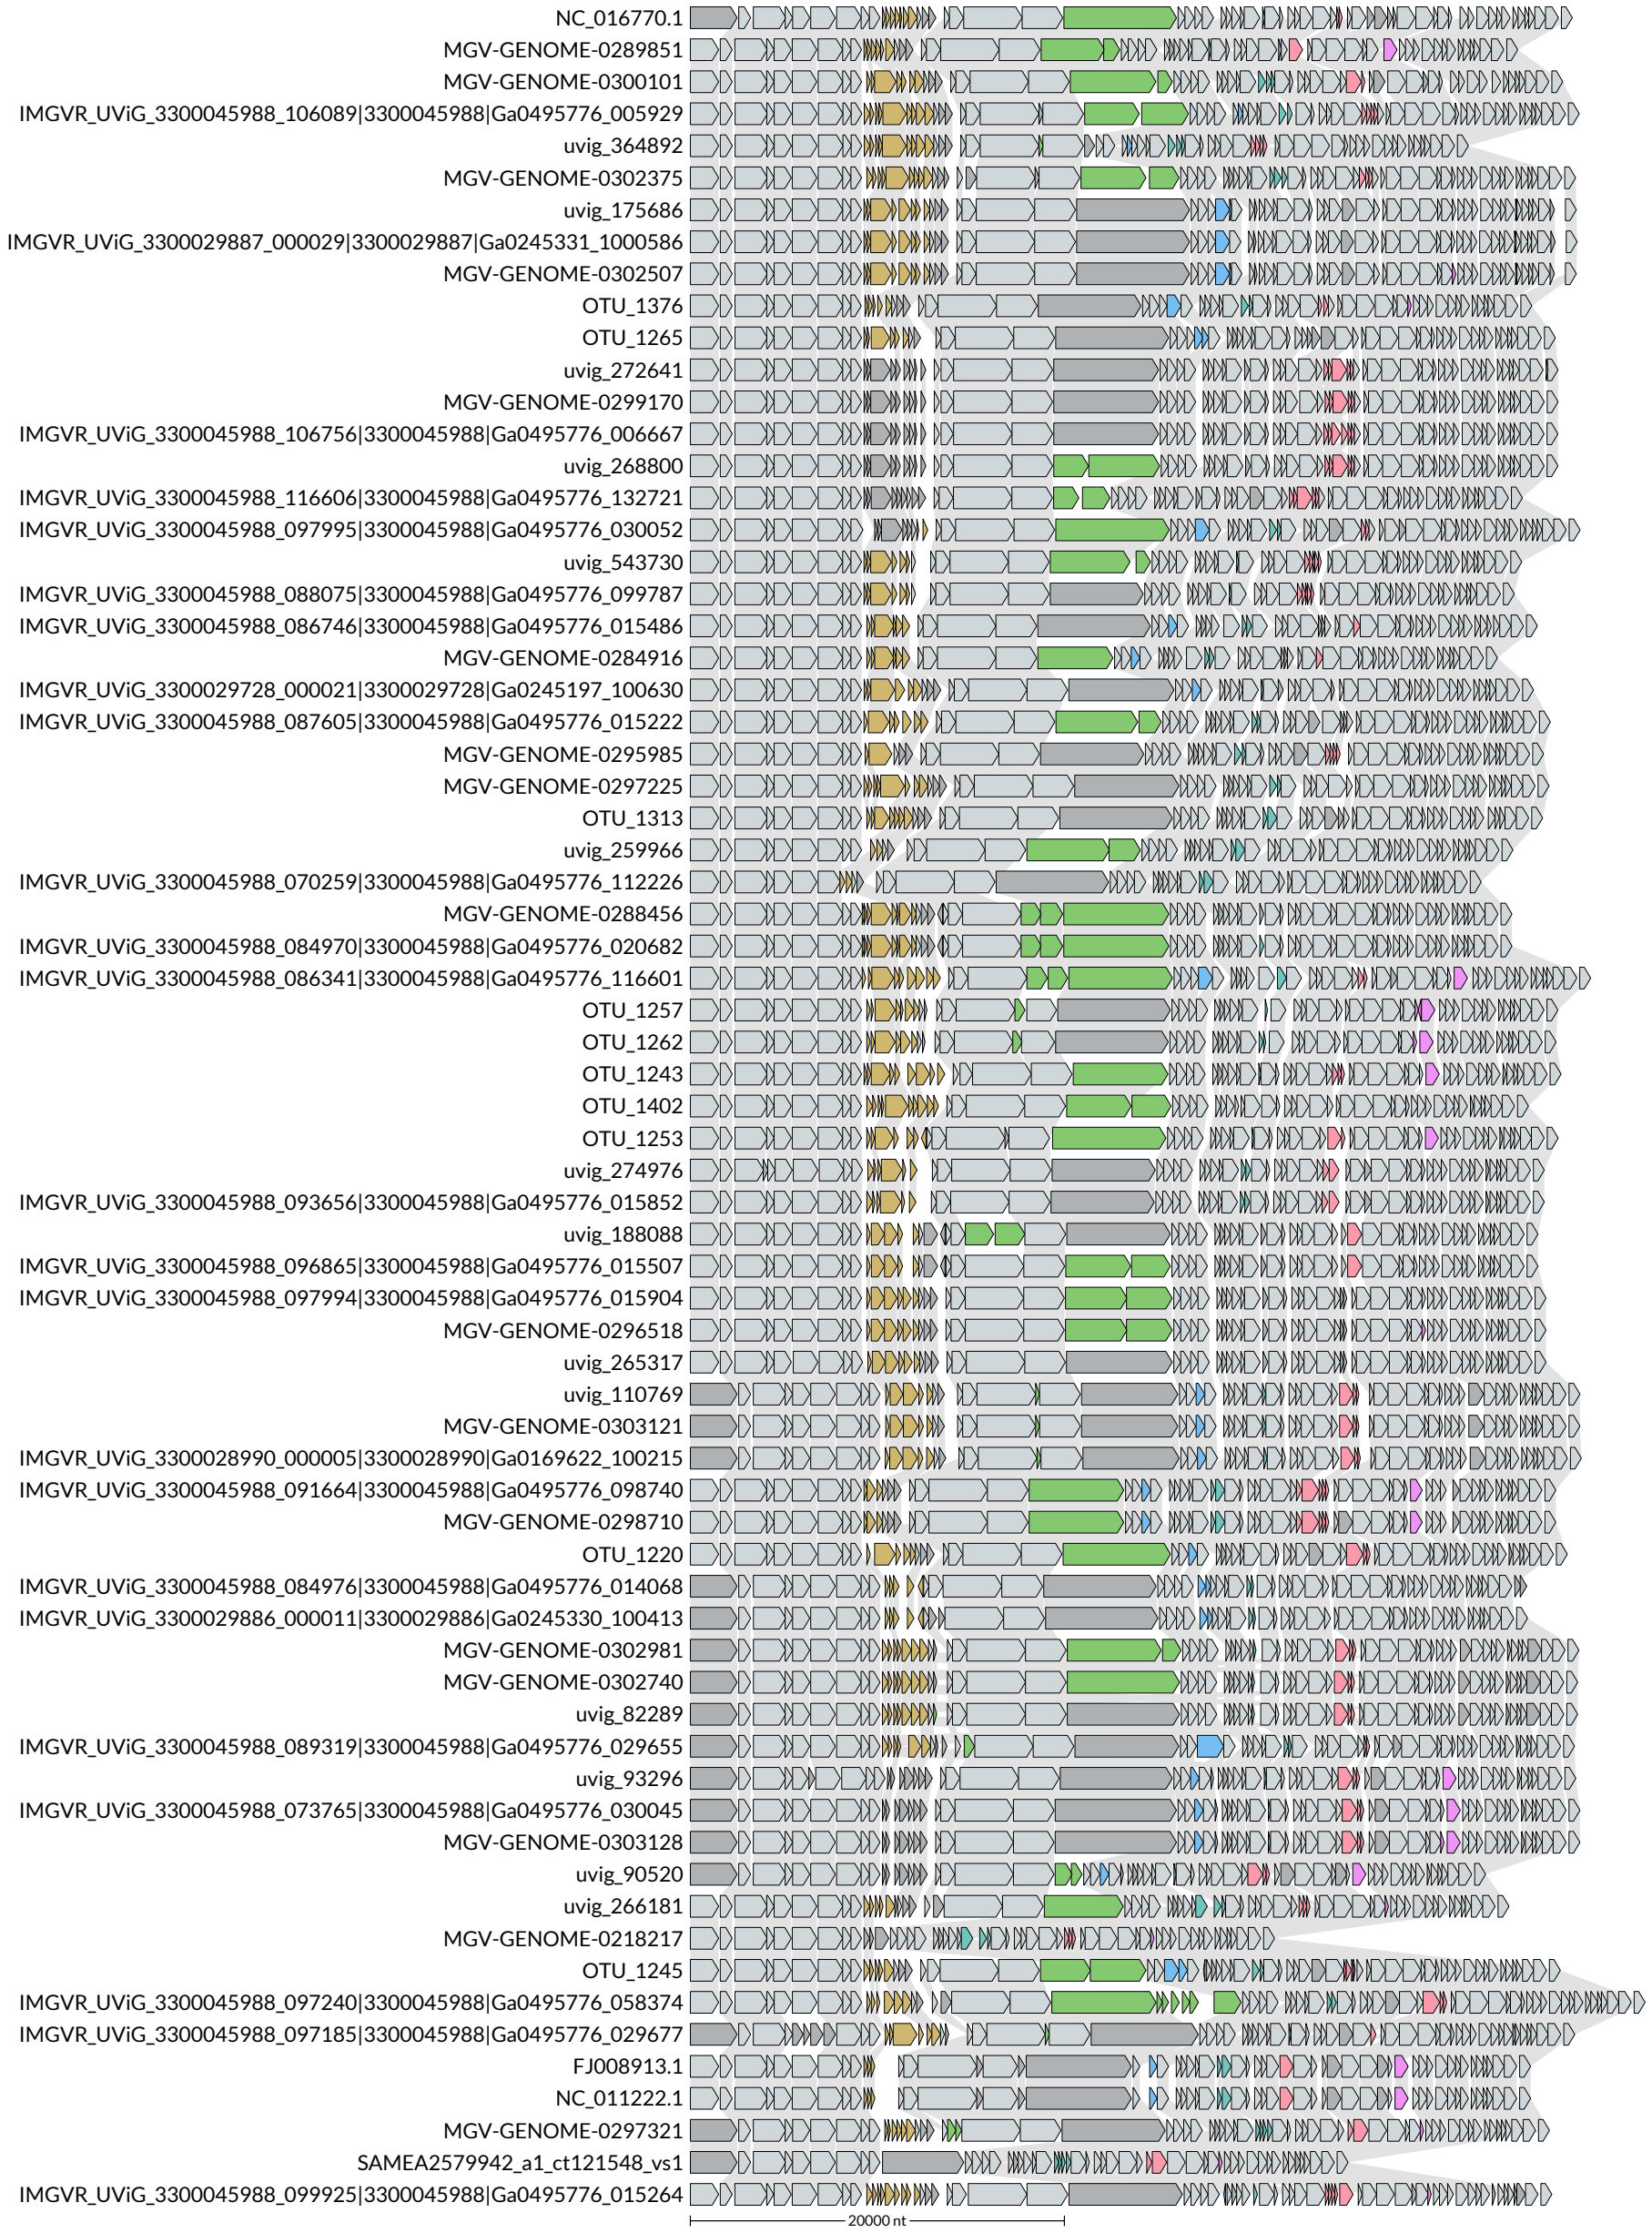 NC_016770.1
MGV-GENOME-0289851
MGV-GENOME-0300101
IMGVR_UViG_3300045988_106089|3300045988|Ga0495776_005929
uvig_364892
MGV-GENOME-0302375
uvig_175686
IMGVR_UViG_3300029887_000029|3300029887|Ga0245331_1000586
MGV-GENOME-0302507
OTU_1376
OTU_1265
uvig_272641
MGV-GENOME-0299170
IMGVR_UViG_3300045988_106756|3300045988|Ga0495776_006667
uvig_268800
IMGVR_UViG_3300045988_116606|3300045988|Ga0495776_132721
IMGVR_UViG_3300045988_097995|3300045988|Ga0495776_030052
uvig_543730
IMGVR_UViG_3300045988_088075|3300045988|Ga0495776_099787
IMGVR_UViG_3300045988_086746|3300045988|Ga0495776_015486
MGV-GENOME-0284916
IMGVR_UViG_3300029728_000021|3300029728|Ga0245197_100630
IMGVR_UViG_3300045988_087605|3300045988|Ga0495776_015222
MGV-GENOME-0295985
MGV-GENOME-0297225
OTU_1313
uvig_259966
IMGVR_UViG_3300045988_070259|3300045988|Ga0495776_112226
MGV-GENOME-0288456
IMGVR_UViG_3300045988_084970|3300045988|Ga0495776_020682
IMGVR_UViG_3300045988_086341|3300045988|Ga0495776_116601
OTU_1257
OTU_1262
OTU_1243
OTU_1402
OTU_1253
uvig_274976
IMGVR_UViG_3300045988_093656|3300045988|Ga0495776_015852
uvig_188088
IMGVR_UViG_3300045988_096865|3300045988|Ga0495776_015507
IMGVR_UViG_3300045988_097994|3300045988|Ga0495776_015904
MGV-GENOME-0296518
uvig_265317
uvig_110769
MGV-GENOME-0303121
IMGVR_UViG_3300028990_000005|3300028990|Ga0169622_100215
IMGVR_UViG_3300045988_091664|3300045988|Ga0495776_098740
MGV-GENOME-0298710
OTU_1220
IMGVR_UViG_3300045988_084976|3300045988|Ga0495776_014068
IMGVR_UViG_3300029886_000011|3300029886|Ga0245330_100413
MGV-GENOME-0302981
MGV-GENOME-0302740
uvig_82289
IMGVR_UViG_3300045988_089319|3300045988|Ga0495776_029655
uvig_93296
IMGVR_UViG_3300045988_073765|3300045988|Ga0495776_030045
MGV-GENOME-0303128
uvig_90520
uvig_266181
MGV-GENOME-0218217
OTU_1245
IMGVR_UViG_3300045988_097240|3300045988|Ga0495776_058374
IMGVR_UViG_3300045988_097185|3300045988|Ga0495776_029677
FJ008913.1
NC_011222.1
MGV-GENOME-0297321
SAMEA2579942_a1_ct121548_vs1
IMGVR_UViG_3300045988_099925|3300045988|Ga0495776_015264
20000 nt